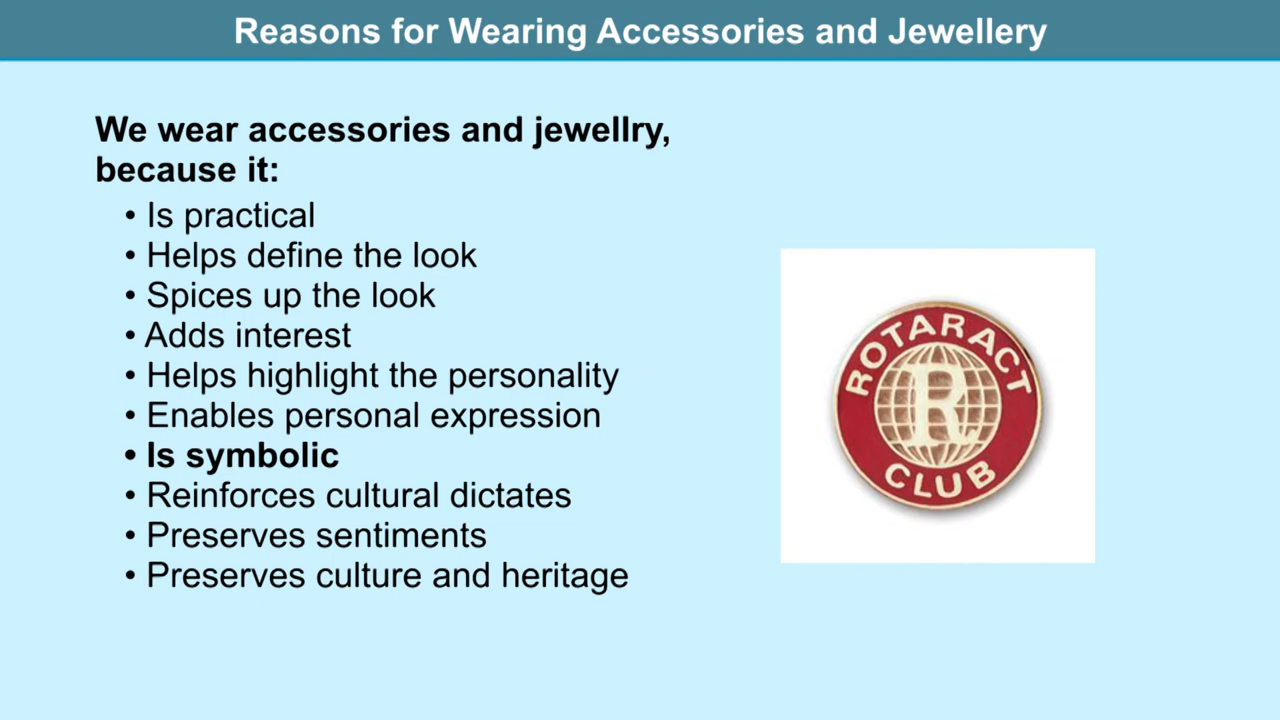 Reasons for Wearing Accessories and Jewellery
We wear accessories and jewellry,
because it:
• Is practical
• Helps define the look
• Spices up the look
• Adds interest
• Helps highlight the personality
• Enables personal expression
• Is symbolic
• Reinforces cultural dictates
• Preserves sentiments
• Preserves culture and heritage
ROTARACT
R
CLUB